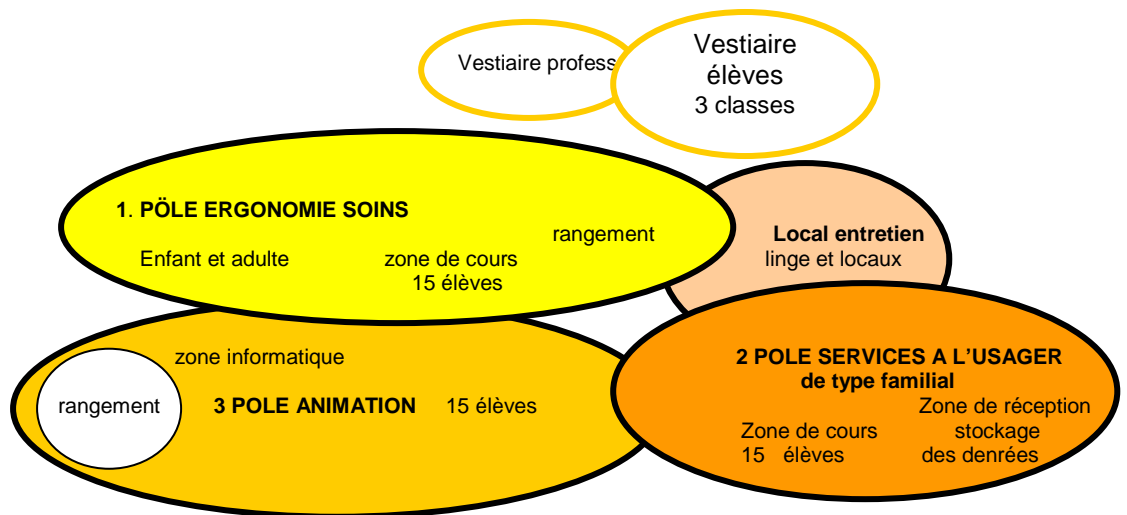 Vestiaire profess
Vestiaire
élèves
3 classes
1. PÖLE ERGONOMIE SOINS
rangement
Enfant et adulte
zone de cours
15 élèves
Local entretien
linge et locaux
zone informatique
rangement
3 POLE ANIMATION
15 élèves
2 POLE SERVICES A L'USAGER
de type familial
Zone de cours
15 élèves
Zone de réception
stockage
des denrées